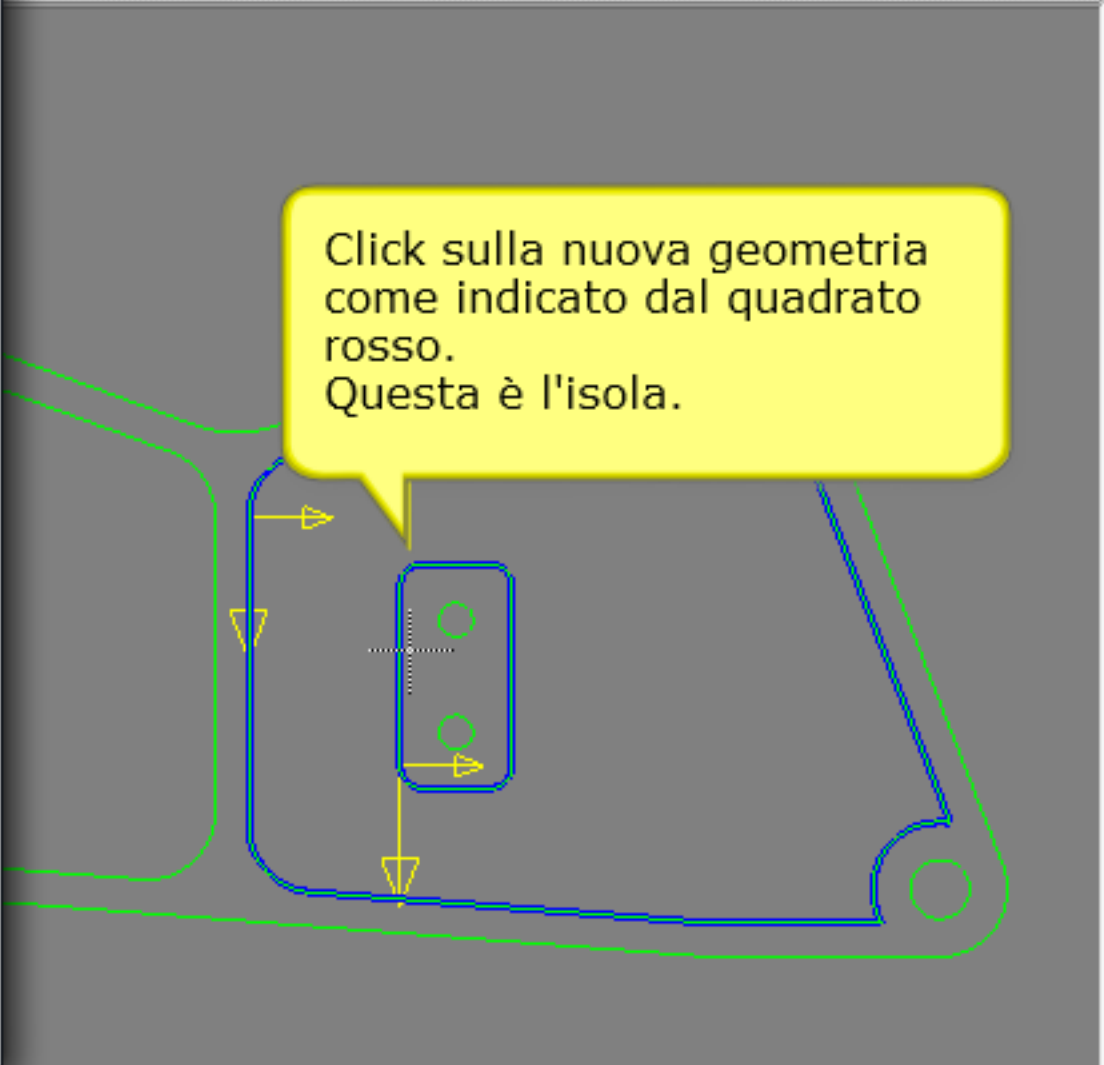 Click sulla nuova geometria
come indicato dal quadrato
rosso.
Questa è l'isola.